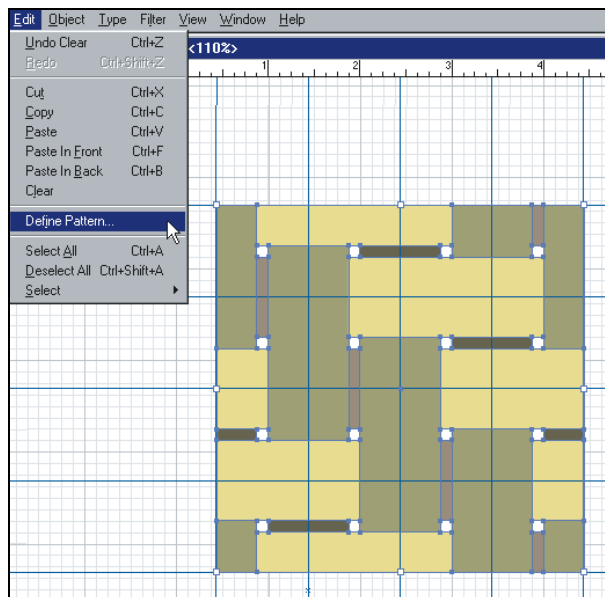 Edit Object Type Filter View Window Help
<110%>
1 2 3 4
Undo Clear Ctrl+Z
Redo Ctrl+Shift+Z
Cut Ctrl+X
Copy Ctrl+C
Paste Ctrl+V
Paste In Front Ctrl+F
Paste In Back Ctrl+B
Clear
Define Pattern...
Select All Ctrl+A
Deselect All Ctrl+Shift+A
Select